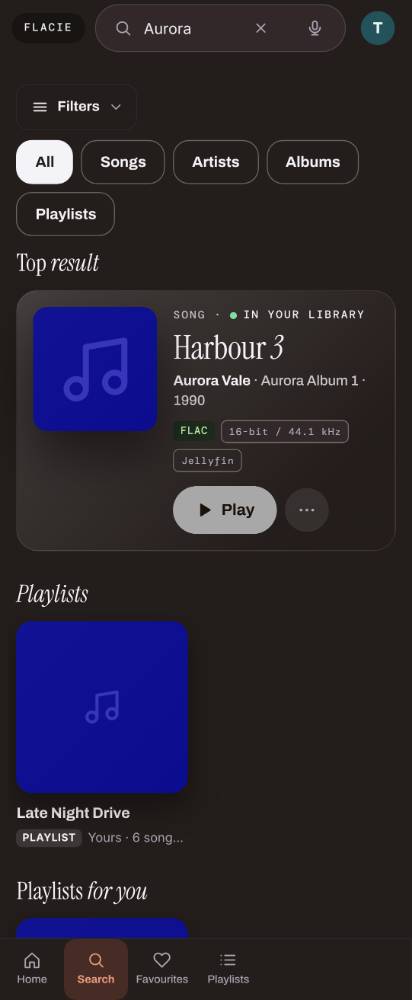 FLACIE
Aurora
T
Filters
All
Songs
Artists
Albums
Playlists
Top result
SONG · IN YOUR LIBRARY
Harbour 3
Aurora Vale · Aurora Album 1 ·
1990
FLAC
16-bit / 44.1 kHz
Jellyfin
Play
Playlists
Late Night Drive
PLAYLIST Yours · 6 song...
Playlists for you
Home
Search
Favourites
Playlists